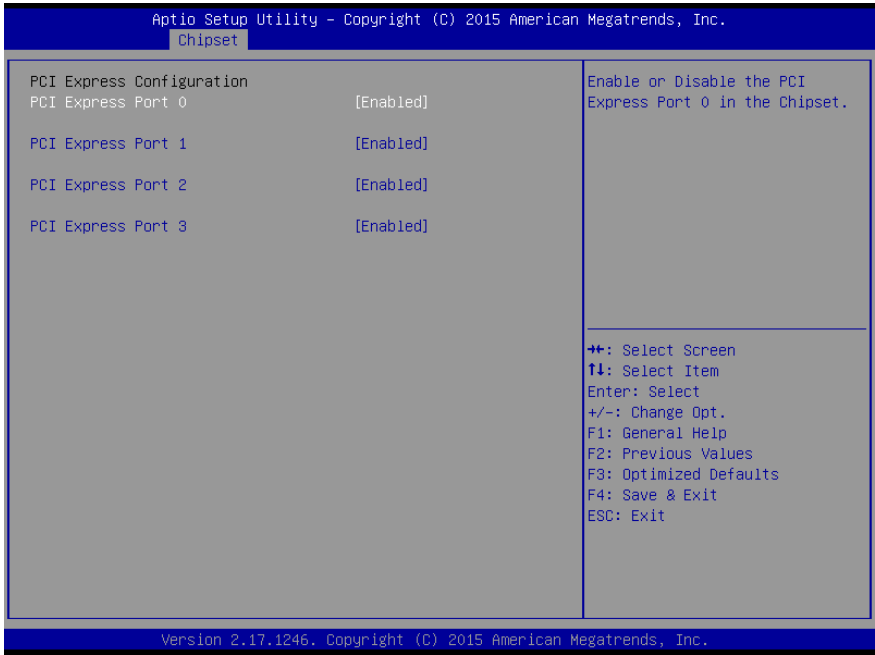 Aptio Setup Utility – Copyright (C) 2015 American Megatrends, Inc.
Chipset
PCI Express Configuration
PCI Express Port 0 [Enabled]
PCI Express Port 1 [Enabled]
PCI Express Port 2 [Enabled]
PCI Express Port 3 [Enabled]
Enable or Disable the PCI
Express Port 0 in the Chipset.
→←: Select Screen
↑↓: Select Item
Enter: Select
+/-: Change Opt.
F1: General Help
F2: Previous Values
F3: Optimized Defaults
F4: Save & Exit
ESC: Exit
Version 2.17.1246. Copyright (C) 2015 American Megatrends, Inc.